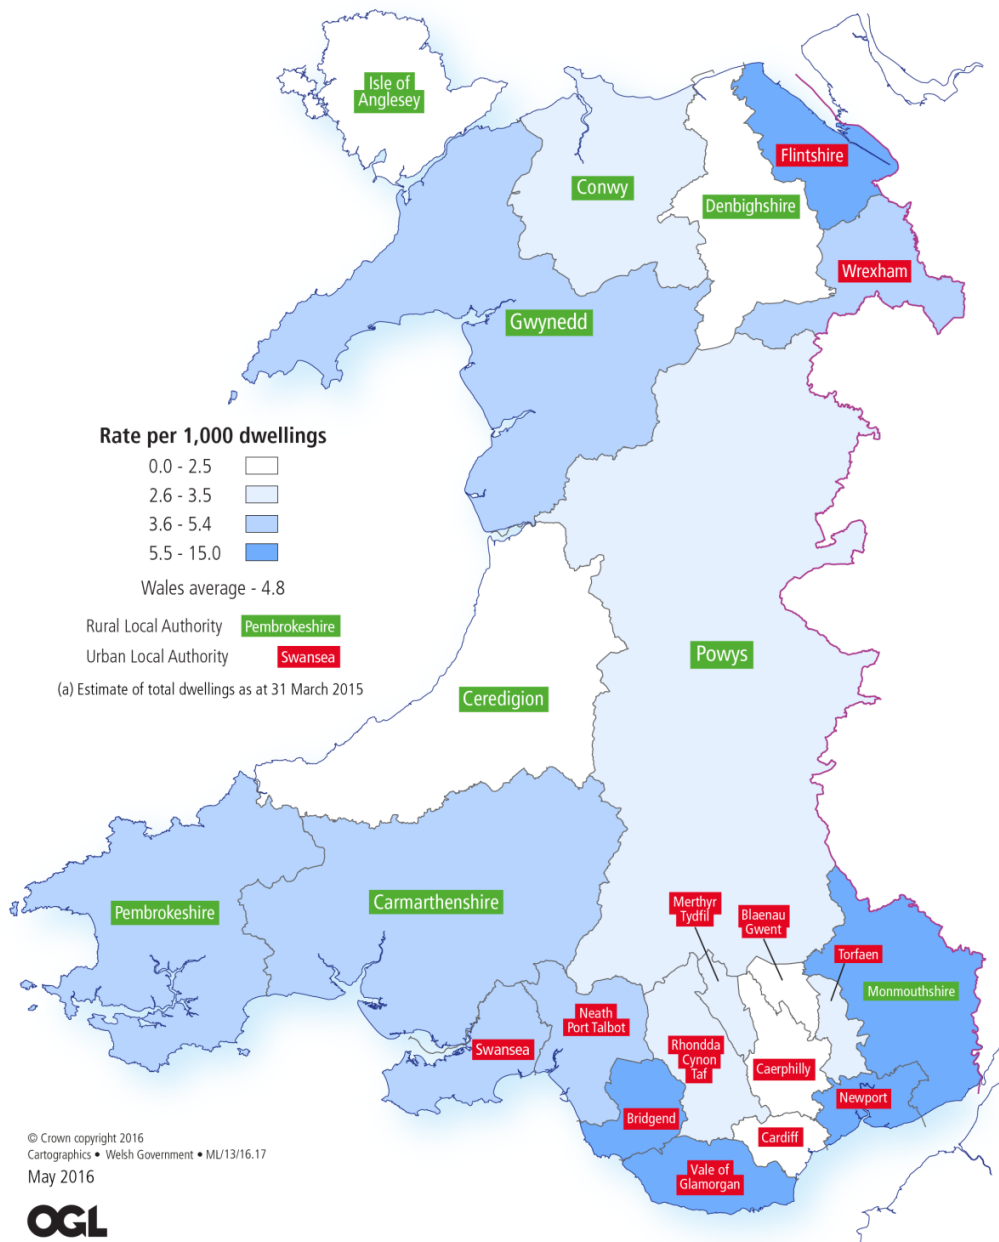 Isle of
Anglesey
Flintshire
Conwy
Denbighshire
Wrexham
Gwynedd
Rate per 1,000 dwellings
0.0 - 2.5
2.6 - 3.5
3.6 - 5.4
5.5 - 15.0
Wales average - 4.8
Rural Local Authority Pembrokeshire
Urban Local Authority Swansea
(a) Estimate of total dwellings as at 31 March 2015
Powys
Ceredigion
Carmarthenshire
Pembrokeshire
Merthyr
Tydfil
Blaenau
Gwent
Torfaen
Monmouthshire
Neath
Port Talbot
Swansea
Rhondda
Cynon
Taf
Caerphilly
Newport
Bridgend
Cardiff
Vale of
Glamorgan
© Crown copyright 2016
Cartographics • Welsh Government • ML/13/16.17
May 2016
OGL